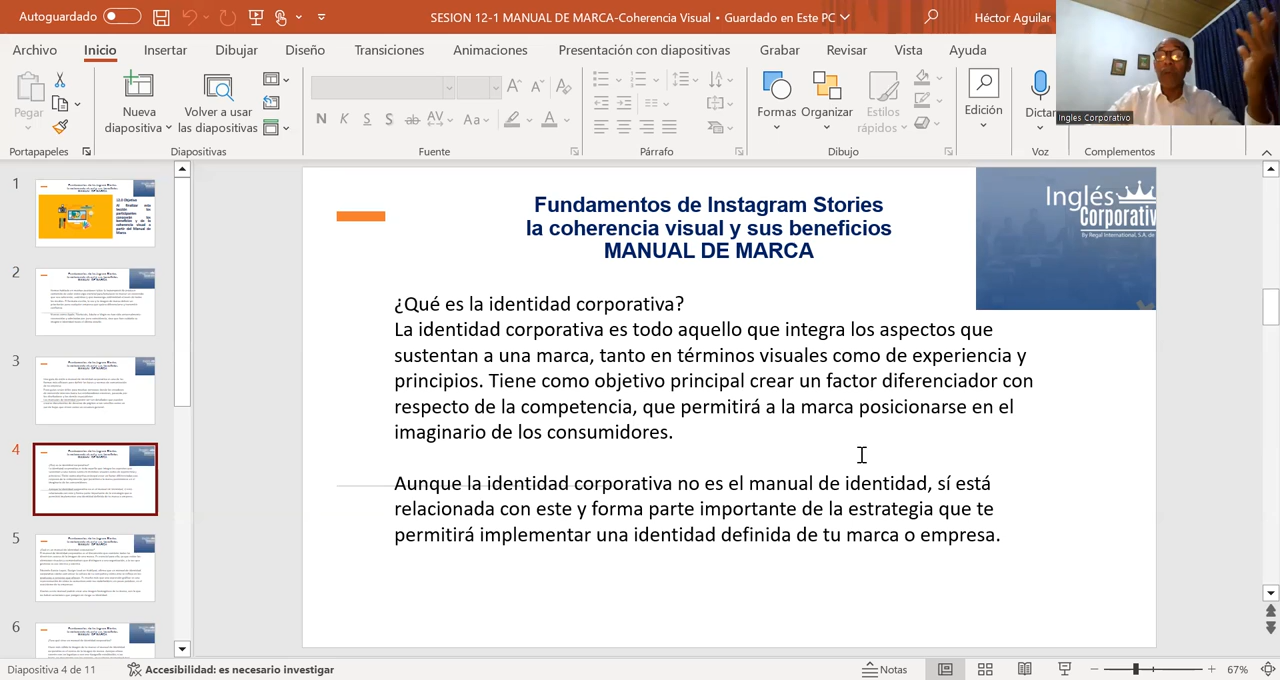 Autoguardado
SESION 12-1 MANUAL DE MARCA-Coherencia Visual • Guardado en Este PC
Héctor Aguilar
Archivo
Inicio
Insertar
Dibujar
Diseño
Transiciones
Animaciones
Presentación con diapositivas
Grabar
Revisar
Vista
Ayuda
Pegar
Nueva
diapositiva
Volver a usar
las diapositivas
Formas
Organizar
Estilos
rápidos
Edición
Dictar
Ingles Corporativo
Portapapeles
Diapositivas
Fuente
Párrafo
Dibujo
Voz
Complementos
1
2
3
4
5
6
Fundamentos de Instagram Stories
la coherencia visual y sus beneficios
MANUAL DE MARCA
Inglés
Corporativ
By Regal International, S.A. de
¿Qué es la identidad corporativa?
La identidad corporativa es todo aquello que integra los aspectos que
sustentan a una marca, tanto en términos visuales como de experiencia y
principios. Tiene como objetivo principal crear un factor diferenciador con
respecto de la competencia, que permitirá a la marca posicionarse en el
imaginario de los consumidores.
Aunque la identidad corporativa no es el manual de identidad, sí está
relacionada con este y forma parte importante de la estrategia que te
permitirá implementar una identidad definida de tu marca o empresa.
Diapositiva 4 de 11
Accesibilidad: es necesario investigar
Notas
67%